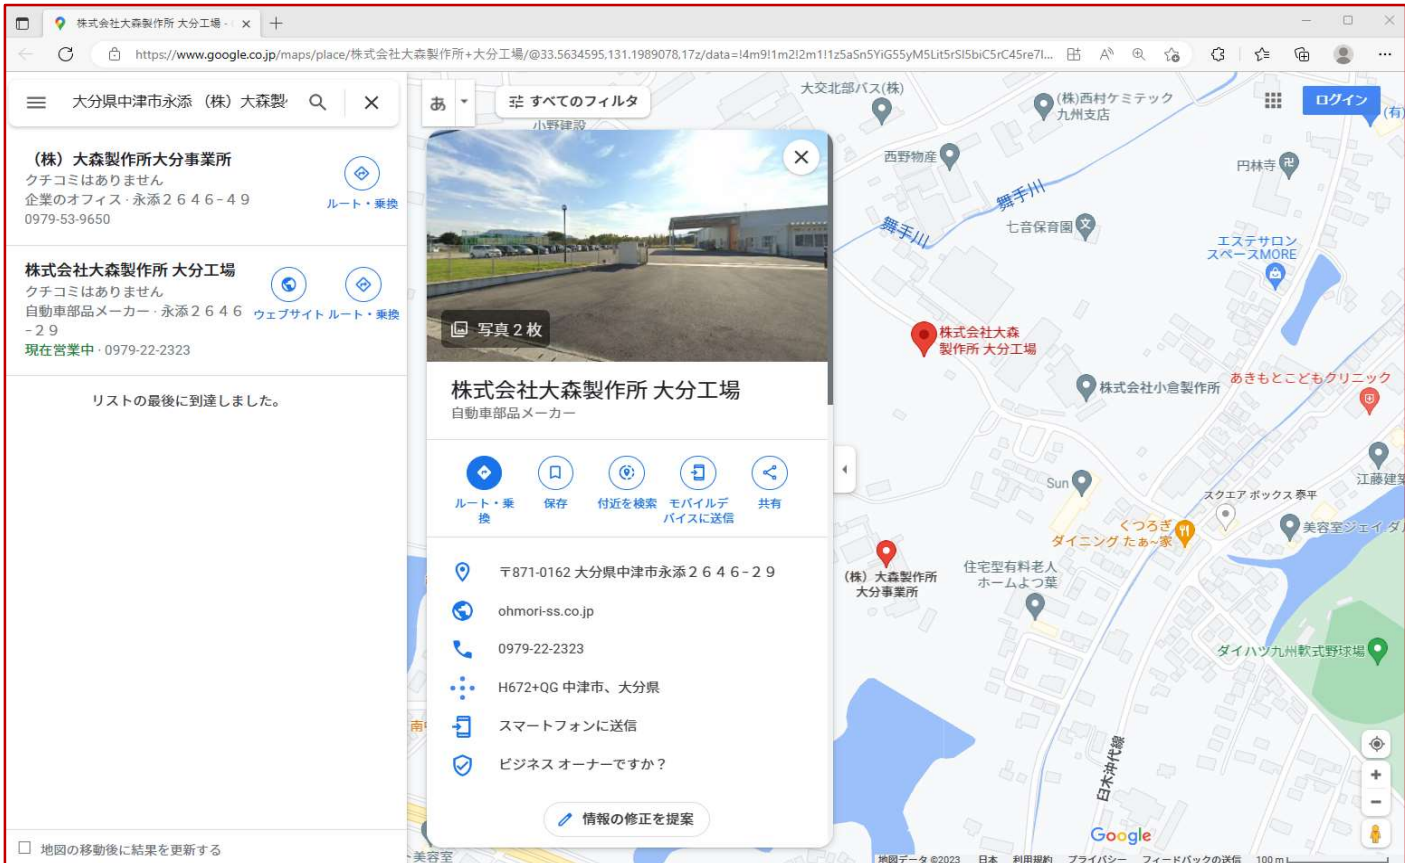 株式会社大森製作所 大分工場 -
https://www.google.co.jp/maps/place/株式会社大森製作所+大分工場/@33.5634595,131.1989078,17z/data=!4m9!1m2!2m1!1z5aSn5YiG55yM5Lit5rSl5biC5rC45re7l...
大分県中津市永添 (株) 大森製
(株) 大森製作所大分事業所
クチコミはありません
企業のオフィス · 永添2646-49
0979-53-9650
ルート・乗換
株式会社大森製作所 大分工場
クチコミはありません
自動車部品メーカー · 永添2646
-29
現在営業中 · 0979-22-2323
ウェブサイト
ルート・乗換
リストの最後に到達しました。
地図の移動後に結果を更新する
あ
すべてのフィルタ
ログイン
写真2枚
株式会社大森製作所 大分工場
自動車部品メーカー
ルート・乗
換
保存
付近を検索
モバイルデ
バイスに送信
共有
〒871-0162 大分県中津市永添2646-29
ohmori-ss.co.jp
0979-22-2323
H672+QG 中津市、大分県
スマートフォンに送信
ビジネス オーナーですか?
情報の修正を提案
小野建設
大交北部バス(株)
(株)西村ケミテック
九州支店
(有)
西野物産
円林寺
舞手川
舞手川
七音保育園
エステサロン
スペースMORE
株式会社大森
製作所 大分工場
株式会社小倉製作所
あきもとこどもクリニック
Sun
江藤建築
スクエア ボックス 泰平
くつろぎ
ダイニング たぁ~家
美容室ジェイ
(株) 大森製作所
大分事業所
住宅型有料老人
ホームよつ葉
ダイハツ九州軟式野球場
臼木沖代線
美容室
Google
地図データ ©2023 日本 利用規約 プライバシー フィードバックの送信 100 m